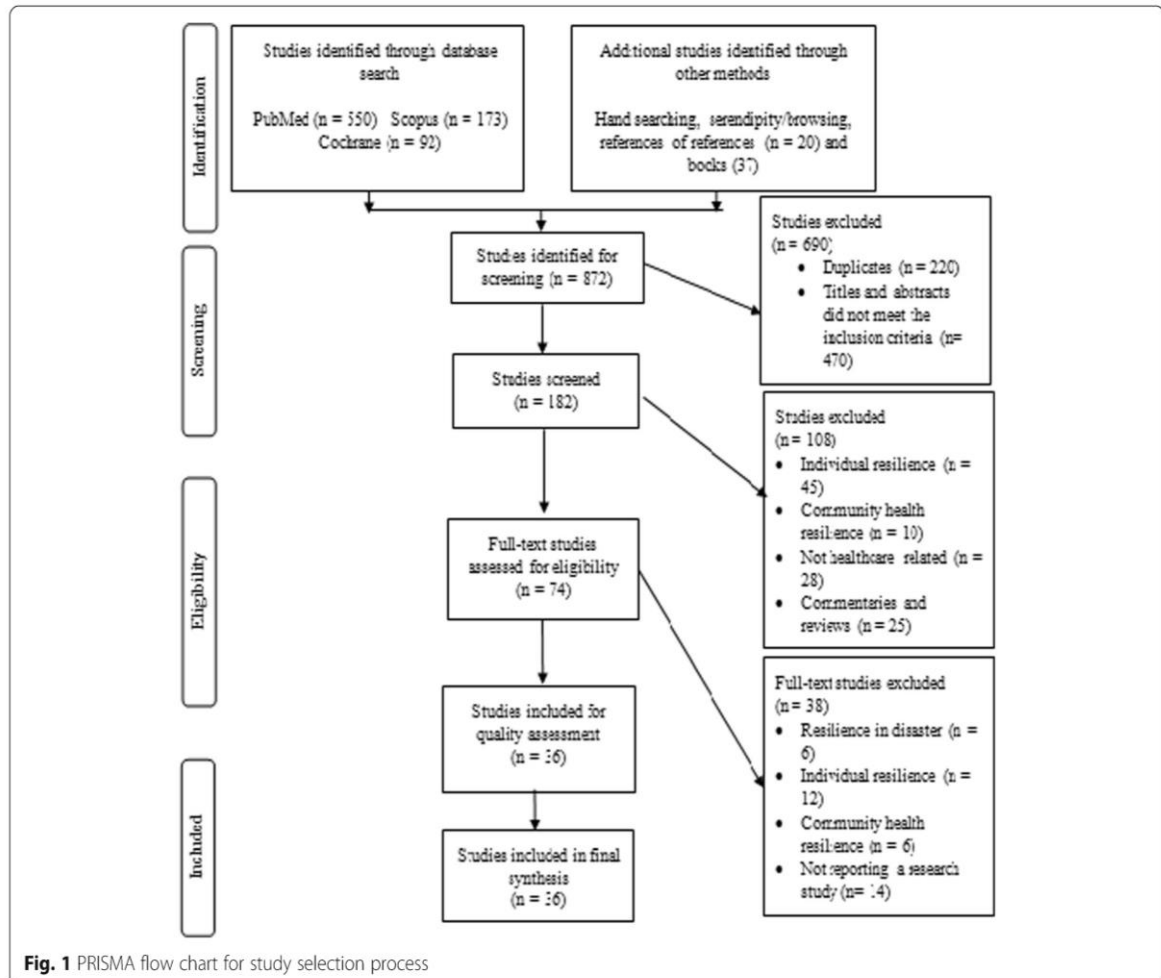 Identification
Studies identified through database
search
PubMed (n = 550) Scopus (n = 173)
Cochrane (n = 92)
Additional studies identified through
other methods
Hand searching, serendipity/browsing,
references of references (n = 20) and
books (37)
Screening
Studies identified for
screening (n = 872)
Studies excluded
(n = 690)
• Duplicates (n = 220)
• Titles and abstracts
did not meet the
inclusion criteria (n=
470)
Studies screened
(n = 182)
Studies excluded
(n = 108)
• Individual resilience (n =
45)
• Community health
resilience (n = 10)
• Not healthcare related (n =
28)
• Commentaries and
reviews (n = 25)
Eligibility
Full-text studies
assessed for eligibility
(n = 74)
Full-text studies excluded
(n = 38)
• Resilience in disaster (n =
6)
• Individual resilience (n =
12)
• Community health
resilience (n = 6)
• Not reporting a research
study (n= 14)
Studies included for
quality assessment
(n = 36)
Included
Studies included in final
synthesis
(n = 36)
Fig. 1 PRISMA flow chart for study selection process